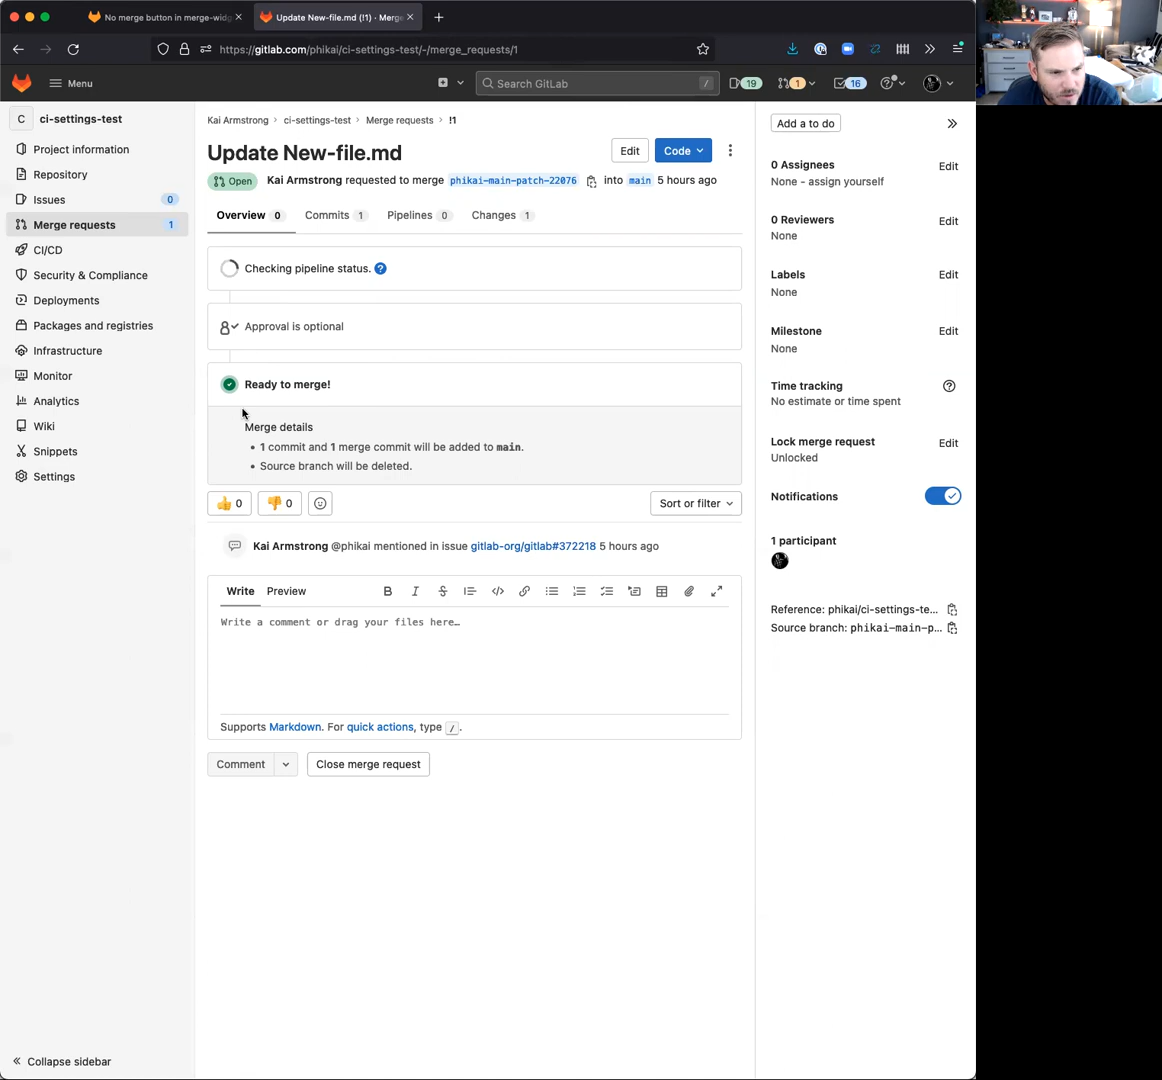 No merge button in merge-widg
Update New-file.md (!1) · Merge
https://gitlab.com/phikai/ci-settings-test/-/merge_requests/1
Menu
Search GitLab
/
19
1
16
C
ci-settings-test
Project information
Repository
Issues
0
Merge requests
1
CI/CD
Security & Compliance
Deployments
Packages and registries
Infrastructure
Monitor
Analytics
Wiki
Snippets
Settings
Collapse sidebar
Kai Armstrong › ci-settings-test › Merge requests › !1
Update New-file.md
Edit
Code
Open
Kai Armstrong requested to merge phikai-main-patch-22076 into main 5 hours ago
Overview 0
Commits 1
Pipelines 0
Changes 1
Checking pipeline status. ?
Approval is optional
Ready to merge!
Merge details
• 1 commit and 1 merge commit will be added to main.
• Source branch will be deleted.
0
0
Sort or filter
Kai Armstrong @phikai mentioned in issue gitlab-org/gitlab#372218 5 hours ago
Write
Preview
B
I
S
Write a comment or drag your files here…
Supports Markdown. For quick actions, type /.
Comment
Close merge request
Add a to do
0 Assignees
Edit
None - assign yourself
0 Reviewers
Edit
None
Labels
Edit
None
Milestone
Edit
None
Time tracking
No estimate or time spent
Lock merge request
Edit
Unlocked
Notifications
1 participant
Reference: phikai/ci-settings-te…
Source branch: phikai-main-p…